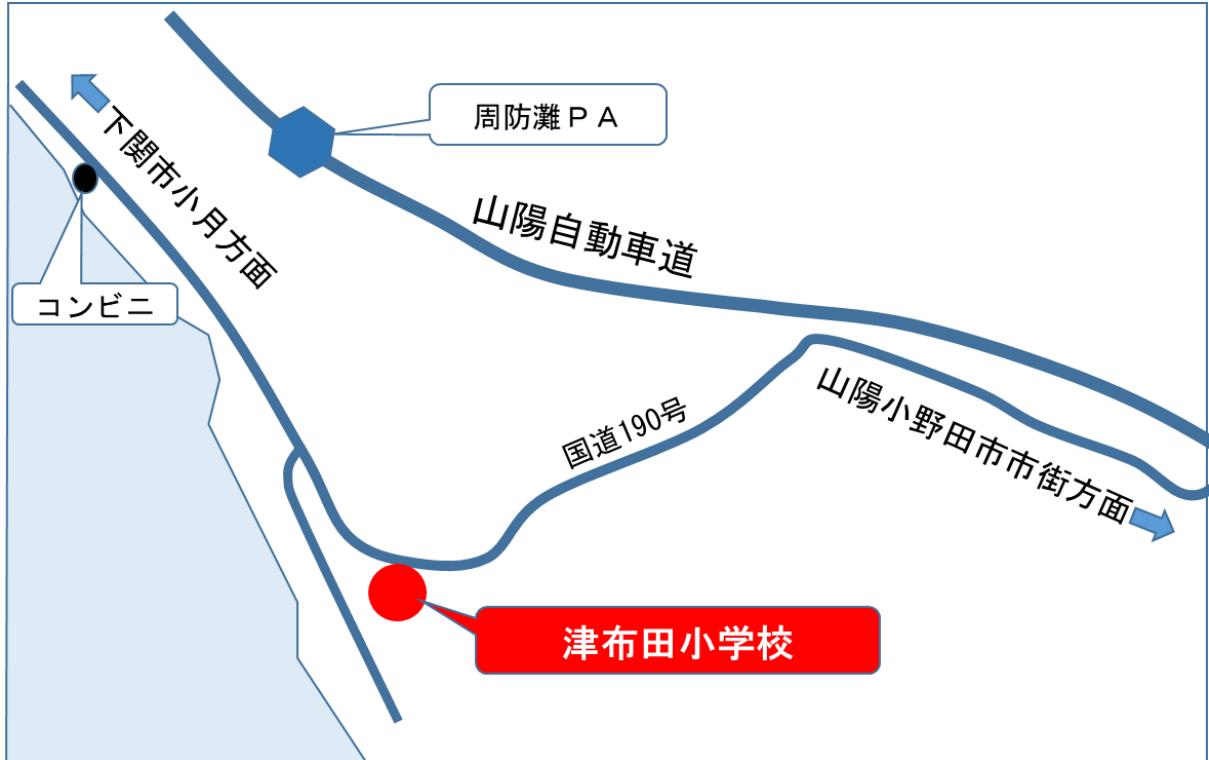 周防灘ＰＡ
下関市小月方面
山陽自動車道
コンビニ
山陽小野田市市街方面
国道190号
津布田小学校